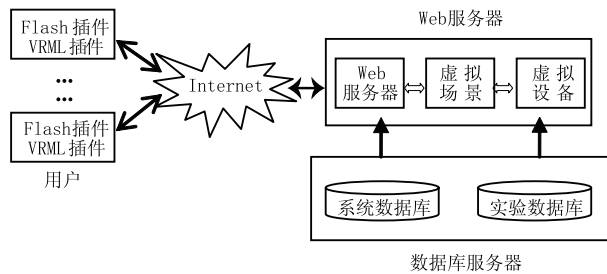 Web服务器
Flash插件
VRML插件
...
...
Flash插件
VRML插件
用户
Internet
Web
服务器
虚拟
场景
虚拟
设备
系统数据库
实验数据库
数据库服务器